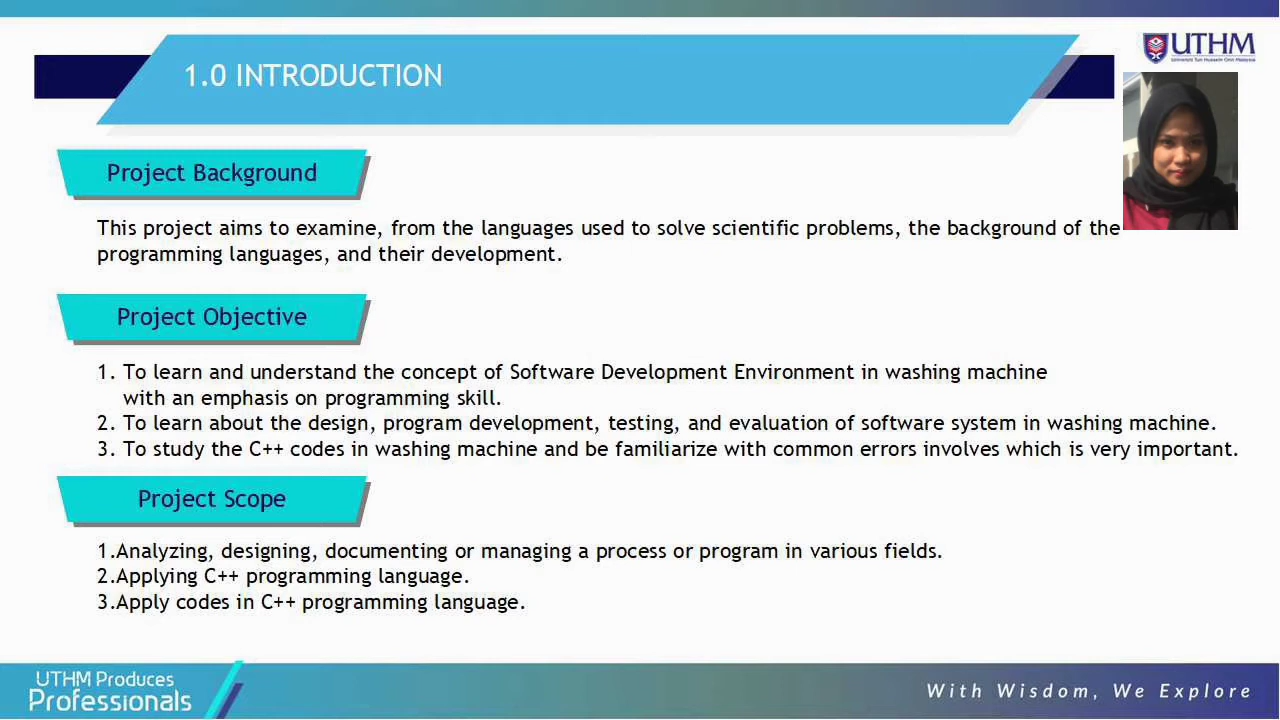 1.0 INTRODUCTION
UTHM
Universiti Tun Hussein Onn Malaysia
Project Background
This project aims to examine, from the languages used to solve scientific problems, the background of the
programming languages, and their development.
Project Objective
1. To learn and understand the concept of Software Development Environment in washing machine
with an emphasis on programming skill.
2. To learn about the design, program development, testing, and evaluation of software system in washing machine.
3. To study the C++ codes in washing machine and be familiarize with common errors involves which is very important.
Project Scope
1.Analyzing, designing, documenting or managing a process or program in various fields.
2.Applying C++ programming language.
3.Apply codes in C++ programming language.
UTHM Produces
Professionals
With Wisdom, We Explore